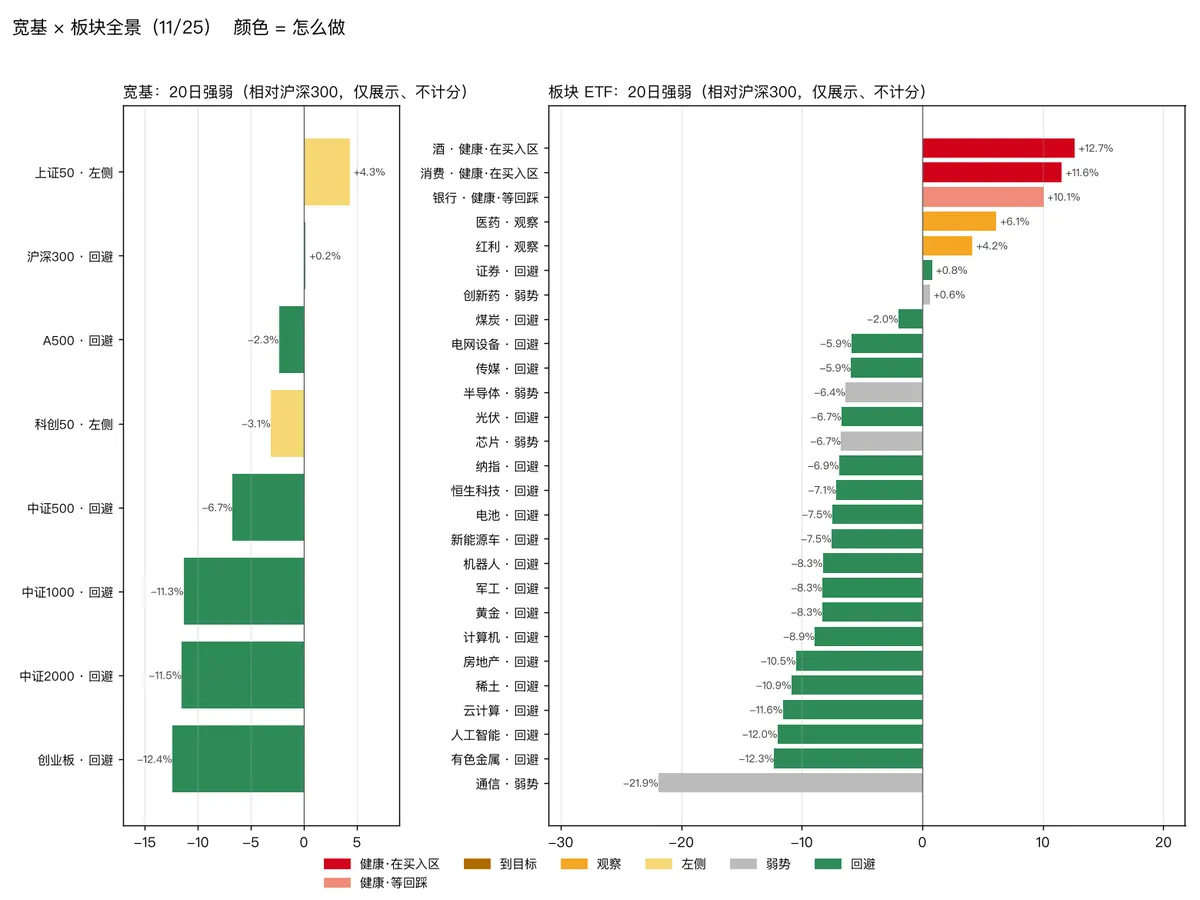 宽基 × 板块全景（11/25） 颜色 = 怎么做
宽基：20日强弱（相对沪深300，仅展示、不计分）
上证50 · 左侧
+4.3%
沪深300 · 回避
+0.2%
A500 · 回避
−2.3%
科创50 · 左侧
−3.1%
中证500 · 回避
−6.7%
中证1000 · 回避
−11.3%
中证2000 · 回避
−11.5%
创业板 · 回避
−12.4%
−15 −10 −5 0 5
板块 ETF：20日强弱（相对沪深300，仅展示、不计分）
酒 · 健康·在买入区
+12.7%
消费 · 健康·在买入区
+11.6%
银行 · 健康·等回踩
+10.1%
医药 · 观察
+6.1%
红利 · 观察
+4.2%
证券 · 回避
+0.8%
创新药 · 弱势
+0.6%
煤炭 · 回避
−2.0%
电网设备 · 回避
−5.9%
传媒 · 回避
−5.9%
半导体 · 弱势
−6.4%
光伏 · 回避
−6.7%
芯片 · 弱势
−6.7%
纳指 · 回避
−6.9%
恒生科技 · 回避
−7.1%
电池 · 回避
−7.5%
新能源车 · 回避
−7.5%
机器人 · 回避
−8.3%
军工 · 回避
−8.3%
黄金 · 回避
−8.3%
计算机 · 回避
−8.9%
房地产 · 回避
−10.5%
稀土 · 回避
−10.9%
云计算 · 回避
−11.6%
人工智能 · 回避
−12.0%
有色金属 · 回避
−12.3%
通信 · 弱势
−21.9%
−30 −20 −10 0 10 20
健康·在买入区 到目标 观察 左侧 弱势 回避
健康·等回踩